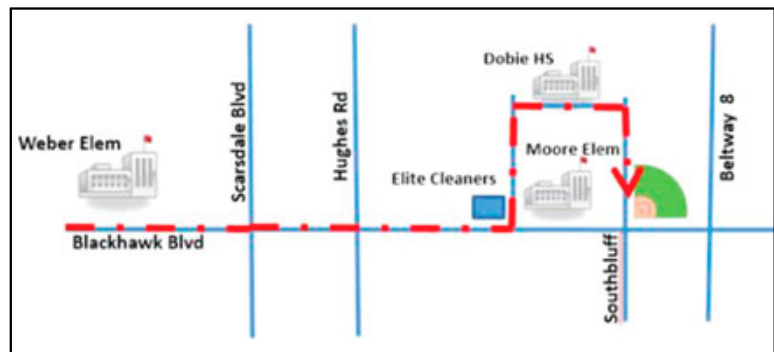 Dobie HS
Weber Elem
Scarsdale Blvd
Hughes Rd
Elite Cleaners
Moore Elem
Beltway 8
Blackhawk Blvd
Southbluff